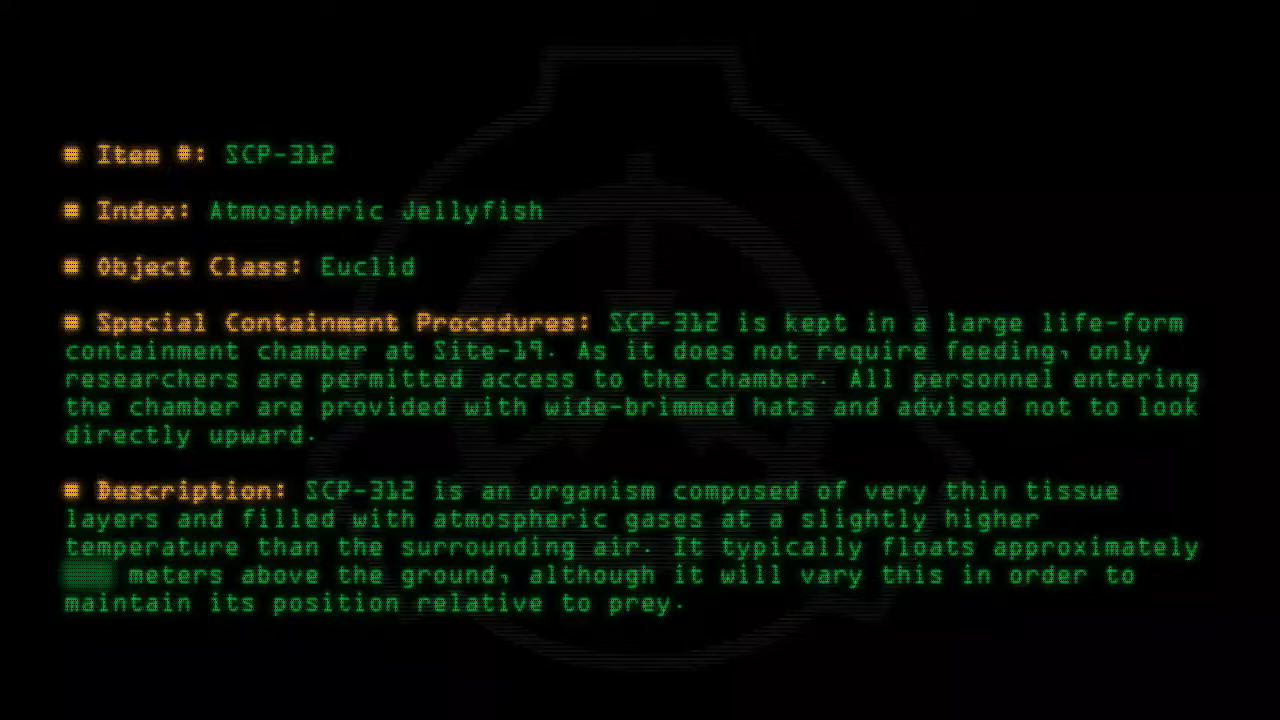 ■ Item #: SCP-312
■ Index: Atmospheric Jellyfish
■ Object Class: Euclid
■ Special Containment Procedures: SCP-312 is kept in a large life-form
containment chamber at Site-19. As it does not require feeding, only
researchers are permitted access to the chamber. All personnel entering
the chamber are provided with wide-brimmed hats and advised not to look
directly upward.
■ Description: SCP-312 is an organism composed of very thin tissue
layers and filled with atmospheric gases at a slightly higher
temperature than the surrounding air. It typically floats approximately
███ meters above the ground, although it will vary this in order to
maintain its position relative to prey.